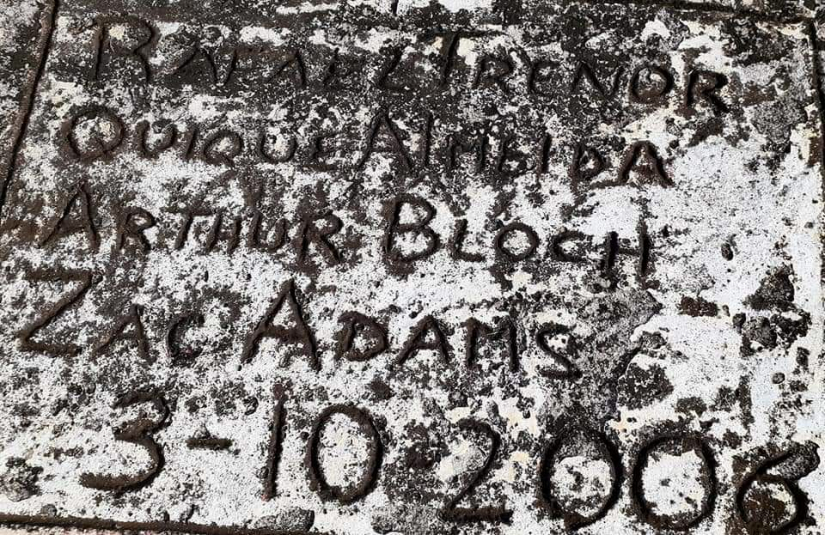 RAFAEL TRENOR
QUIQUE ALMEIDA
ARTHUR BLOCH
ZAC ADAMS
3-10-2006